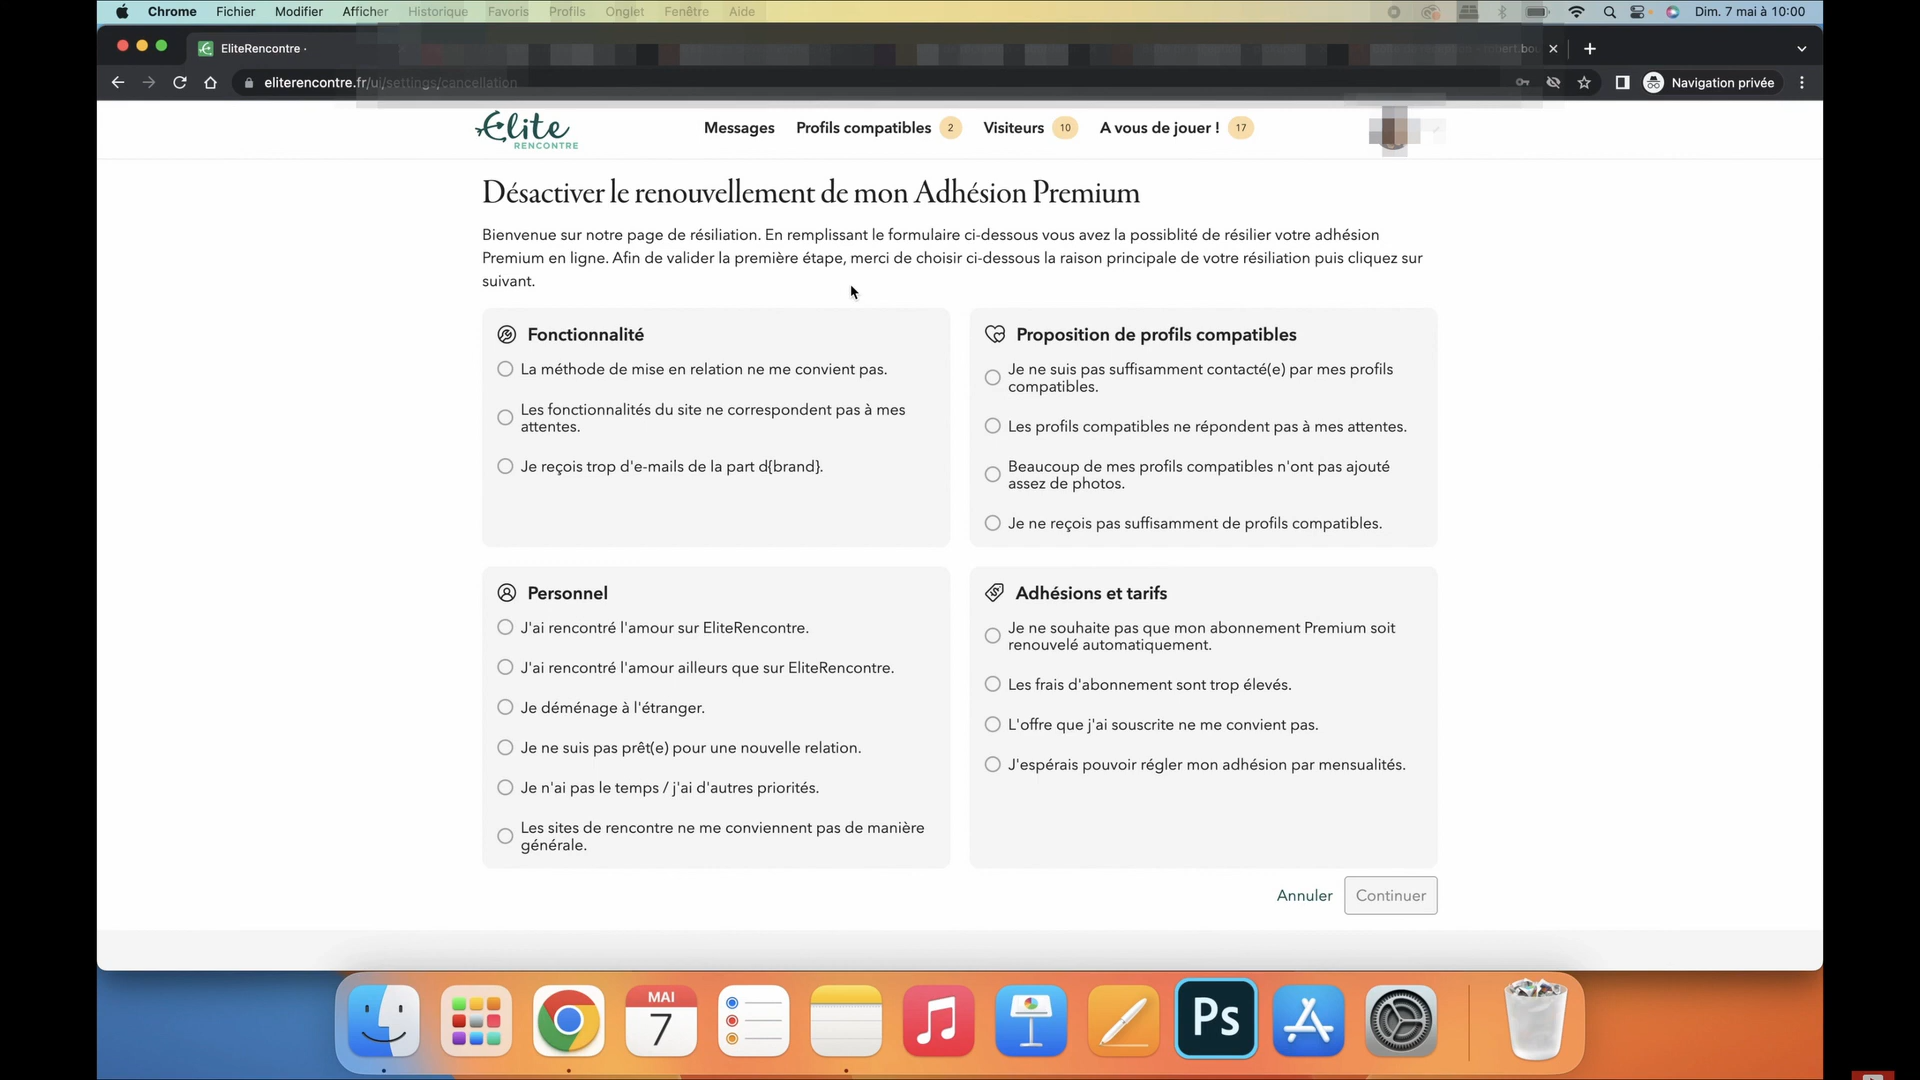 Chrome Fichier Modifier Afficher Historique Favoris Profils Onglet Fenêtre Aide
Dim. 7 mai à 10:00
EliteRencontre ·
eliterencontre.fr/ui/settings/cancellation
Navigation privée
Elite
RENCONTRE
Messages Profils compatibles 2 Visiteurs 10 A vous de jouer ! 17
Désactiver le renouvellement de mon Adhésion Premium
Bienvenue sur notre page de résiliation. En remplissant le formulaire ci-dessous vous avez la possiblité de résilier votre adhésion
Premium en ligne. Afin de valider la première étape, merci de choisir ci-dessous la raison principale de votre résiliation puis cliquez sur
suivant.
Fonctionnalité
La méthode de mise en relation ne me convient pas.
Les fonctionnalités du site ne correspondent pas à mes
attentes.
Je reçois trop d'e-mails de la part d{brand}.
Proposition de profils compatibles
Je ne suis pas suffisamment contacté(e) par mes profils
compatibles.
Les profils compatibles ne répondent pas à mes attentes.
Beaucoup de mes profils compatibles n'ont pas ajouté
assez de photos.
Je ne reçois pas suffisamment de profils compatibles.
Personnel
J'ai rencontré l'amour sur EliteRencontre.
J'ai rencontré l'amour ailleurs que sur EliteRencontre.
Je déménage à l'étranger.
Je ne suis pas prêt(e) pour une nouvelle relation.
Je n'ai pas le temps / j'ai d'autres priorités.
Les sites de rencontre ne me conviennent pas de manière
générale.
Adhésions et tarifs
Je ne souhaite pas que mon abonnement Premium soit
renouvelé automatiquement.
Les frais d'abonnement sont trop élevés.
L'offre que j'ai souscrite ne me convient pas.
J'espérais pouvoir régler mon adhésion par mensualités.
Annuler
Continuer
MAI
7
Ps